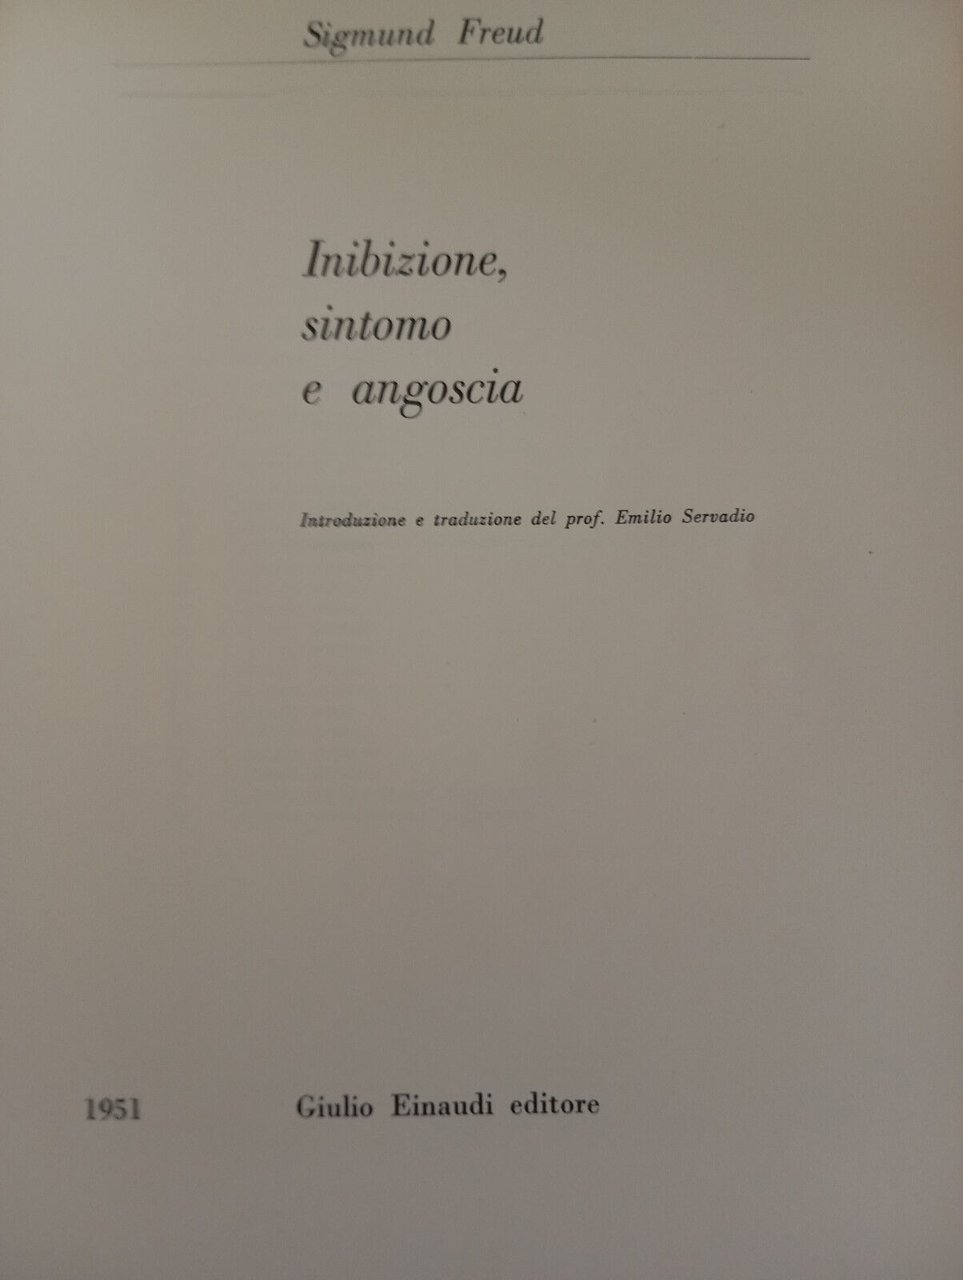 Sigmund Freud
Inibizione,
sintomo
e angoscia
Introduzione e traduzione del prof. Emilio Servadio
1951 Giulio Einaudi editore